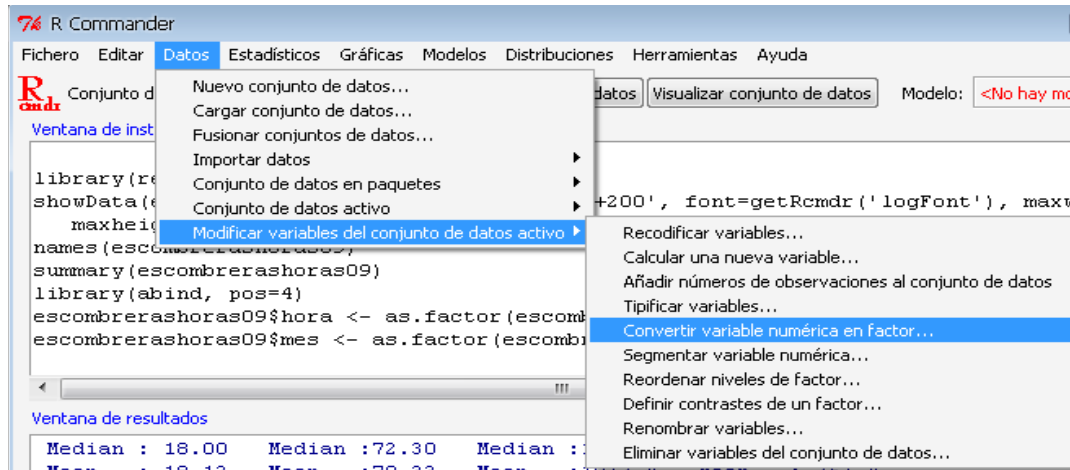 R Commander
Fichero Editar Datos Estadísticos Gráficas Modelos Distribuciones Herramientas Ayuda
R cmdr Conjunto d datos Visualizar conjunto de datos Modelo: <No hay mo
Ventana de inst
Nuevo conjunto de datos...
Cargar conjunto de datos...
Fusionar conjuntos de datos...
Importar datos
Conjunto de datos en paquetes
Conjunto de datos activo
Modificar variables del conjunto de datos activo
Recodificar variables...
Calcular una nueva variable...
Añadir números de observaciones al conjunto de datos
Tipificar variables...
Convertir variable numérica en factor...
Segmentar variable numérica...
Reordenar niveles de factor...
Definir contrastes de un factor...
Renombrar variables...
Eliminar variables del conjunto de datos...
library(re
showData(e +200', font=getRcmdr('logFont'), maxw
maxheig
names(escombrerashoras09)
summary(escombrerashoras09)
library(abind, pos=4)
escombrerashoras09$hora <- as.factor(escomb
escombrerashoras09$mes <- as.factor(escomb
Ventana de resultados
Median : 18.00 Median :72.30 Median :